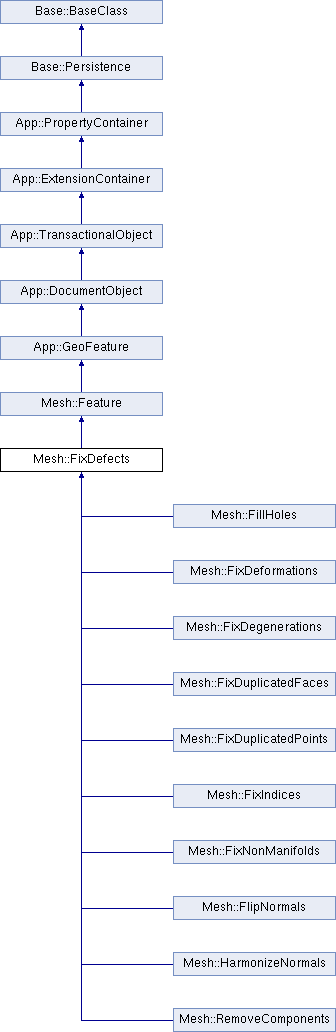 Base::BaseClass
Base::Persistence
App::PropertyContainer
App::ExtensionContainer
App::TransactionalObject
App::DocumentObject
App::GeoFeature
Mesh::Feature
Mesh::FixDefects
Mesh::FillHoles
Mesh::FixDeformations
Mesh::FixDegenerations
Mesh::FixDuplicatedFaces
Mesh::FixDuplicatedPoints
Mesh::FixIndices
Mesh::FixNonManifolds
Mesh::FlipNormals
Mesh::HarmonizeNormals
Mesh::RemoveComponents